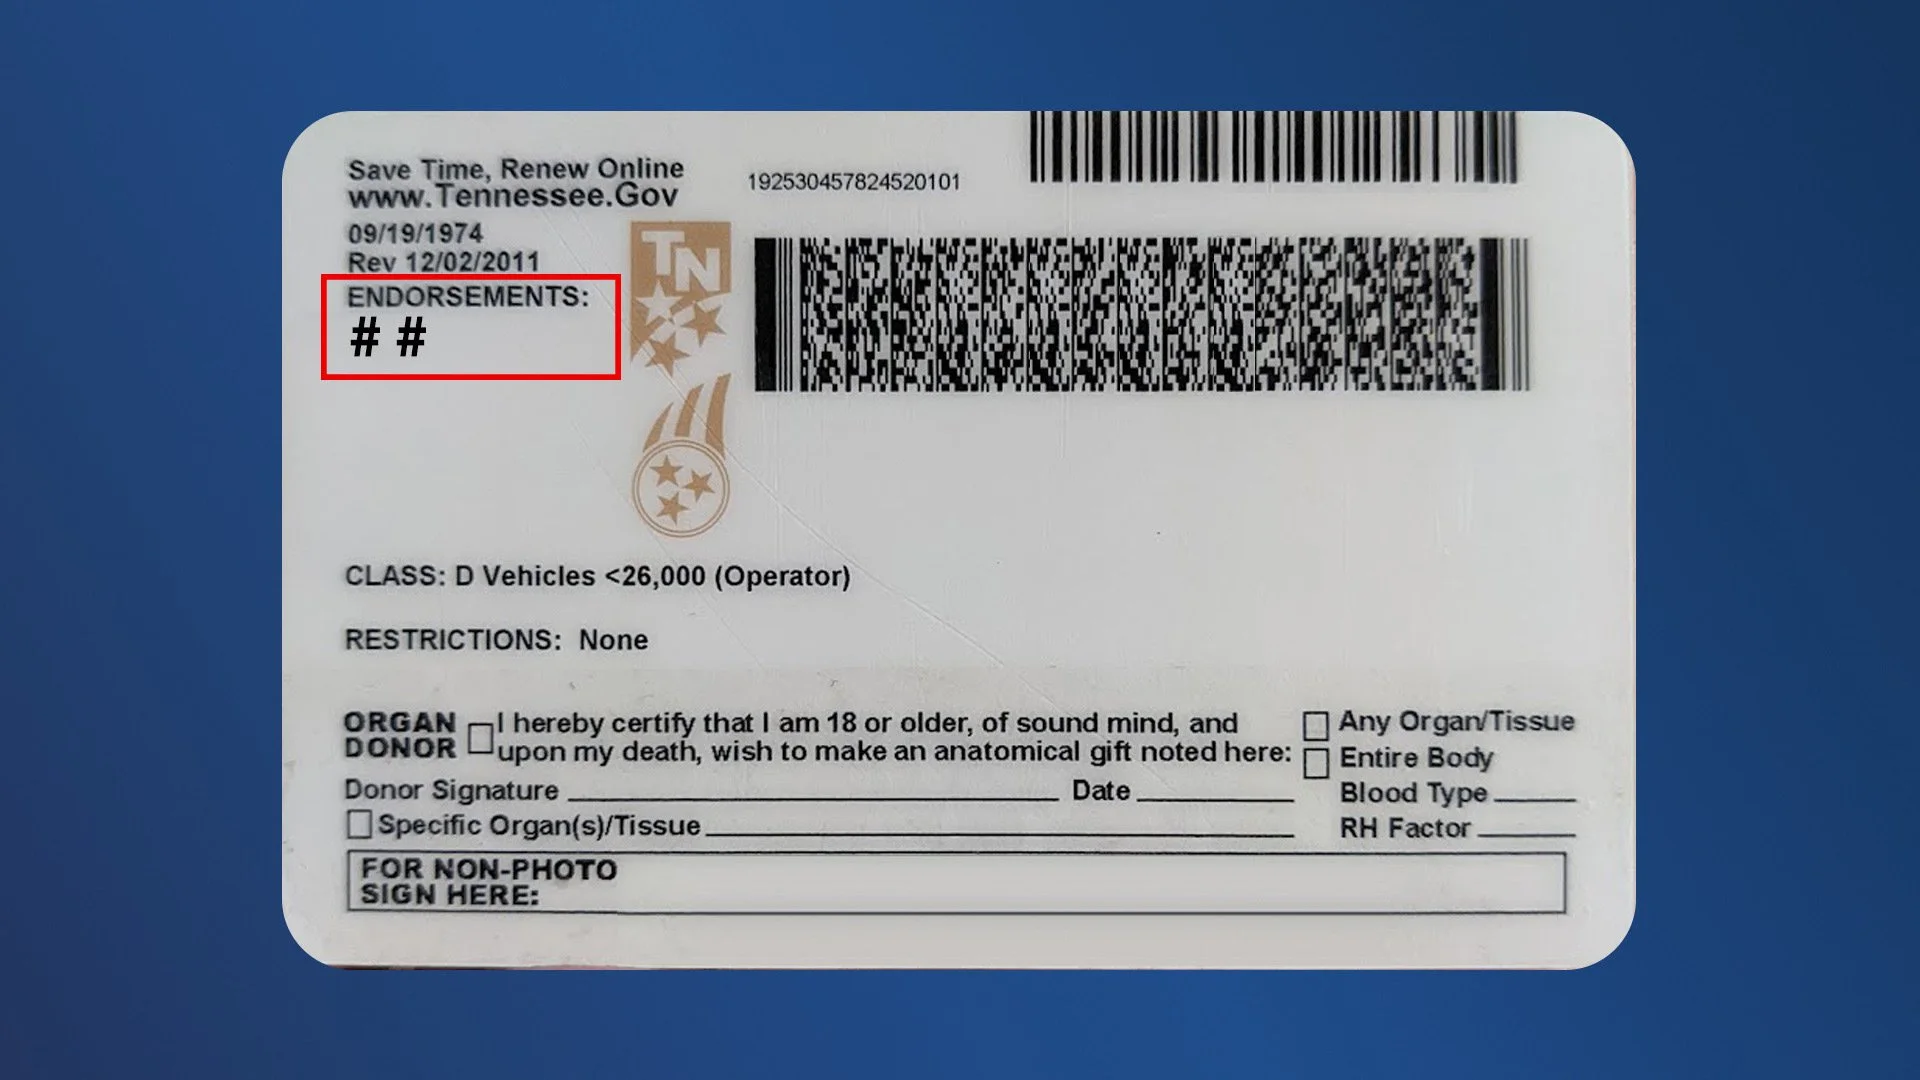 Save Time, Renew Online
www.Tennessee.Gov
192530457824520101
09/19/1974
Rev 12/02/2011
TN
ENDORSEMENTS:
# #
CLASS: D Vehicles <26,000 (Operator)
RESTRICTIONS: None
ORGAN DONOR
I hereby certify that I am 18 or older, of sound mind, and
upon my death, wish to make an anatomical gift noted here:
Any Organ/Tissue
Entire Body
Donor Signature Date
Blood Type
Specific Organ(s)/Tissue
RH Factor
FOR NON-PHOTO
SIGN HERE: